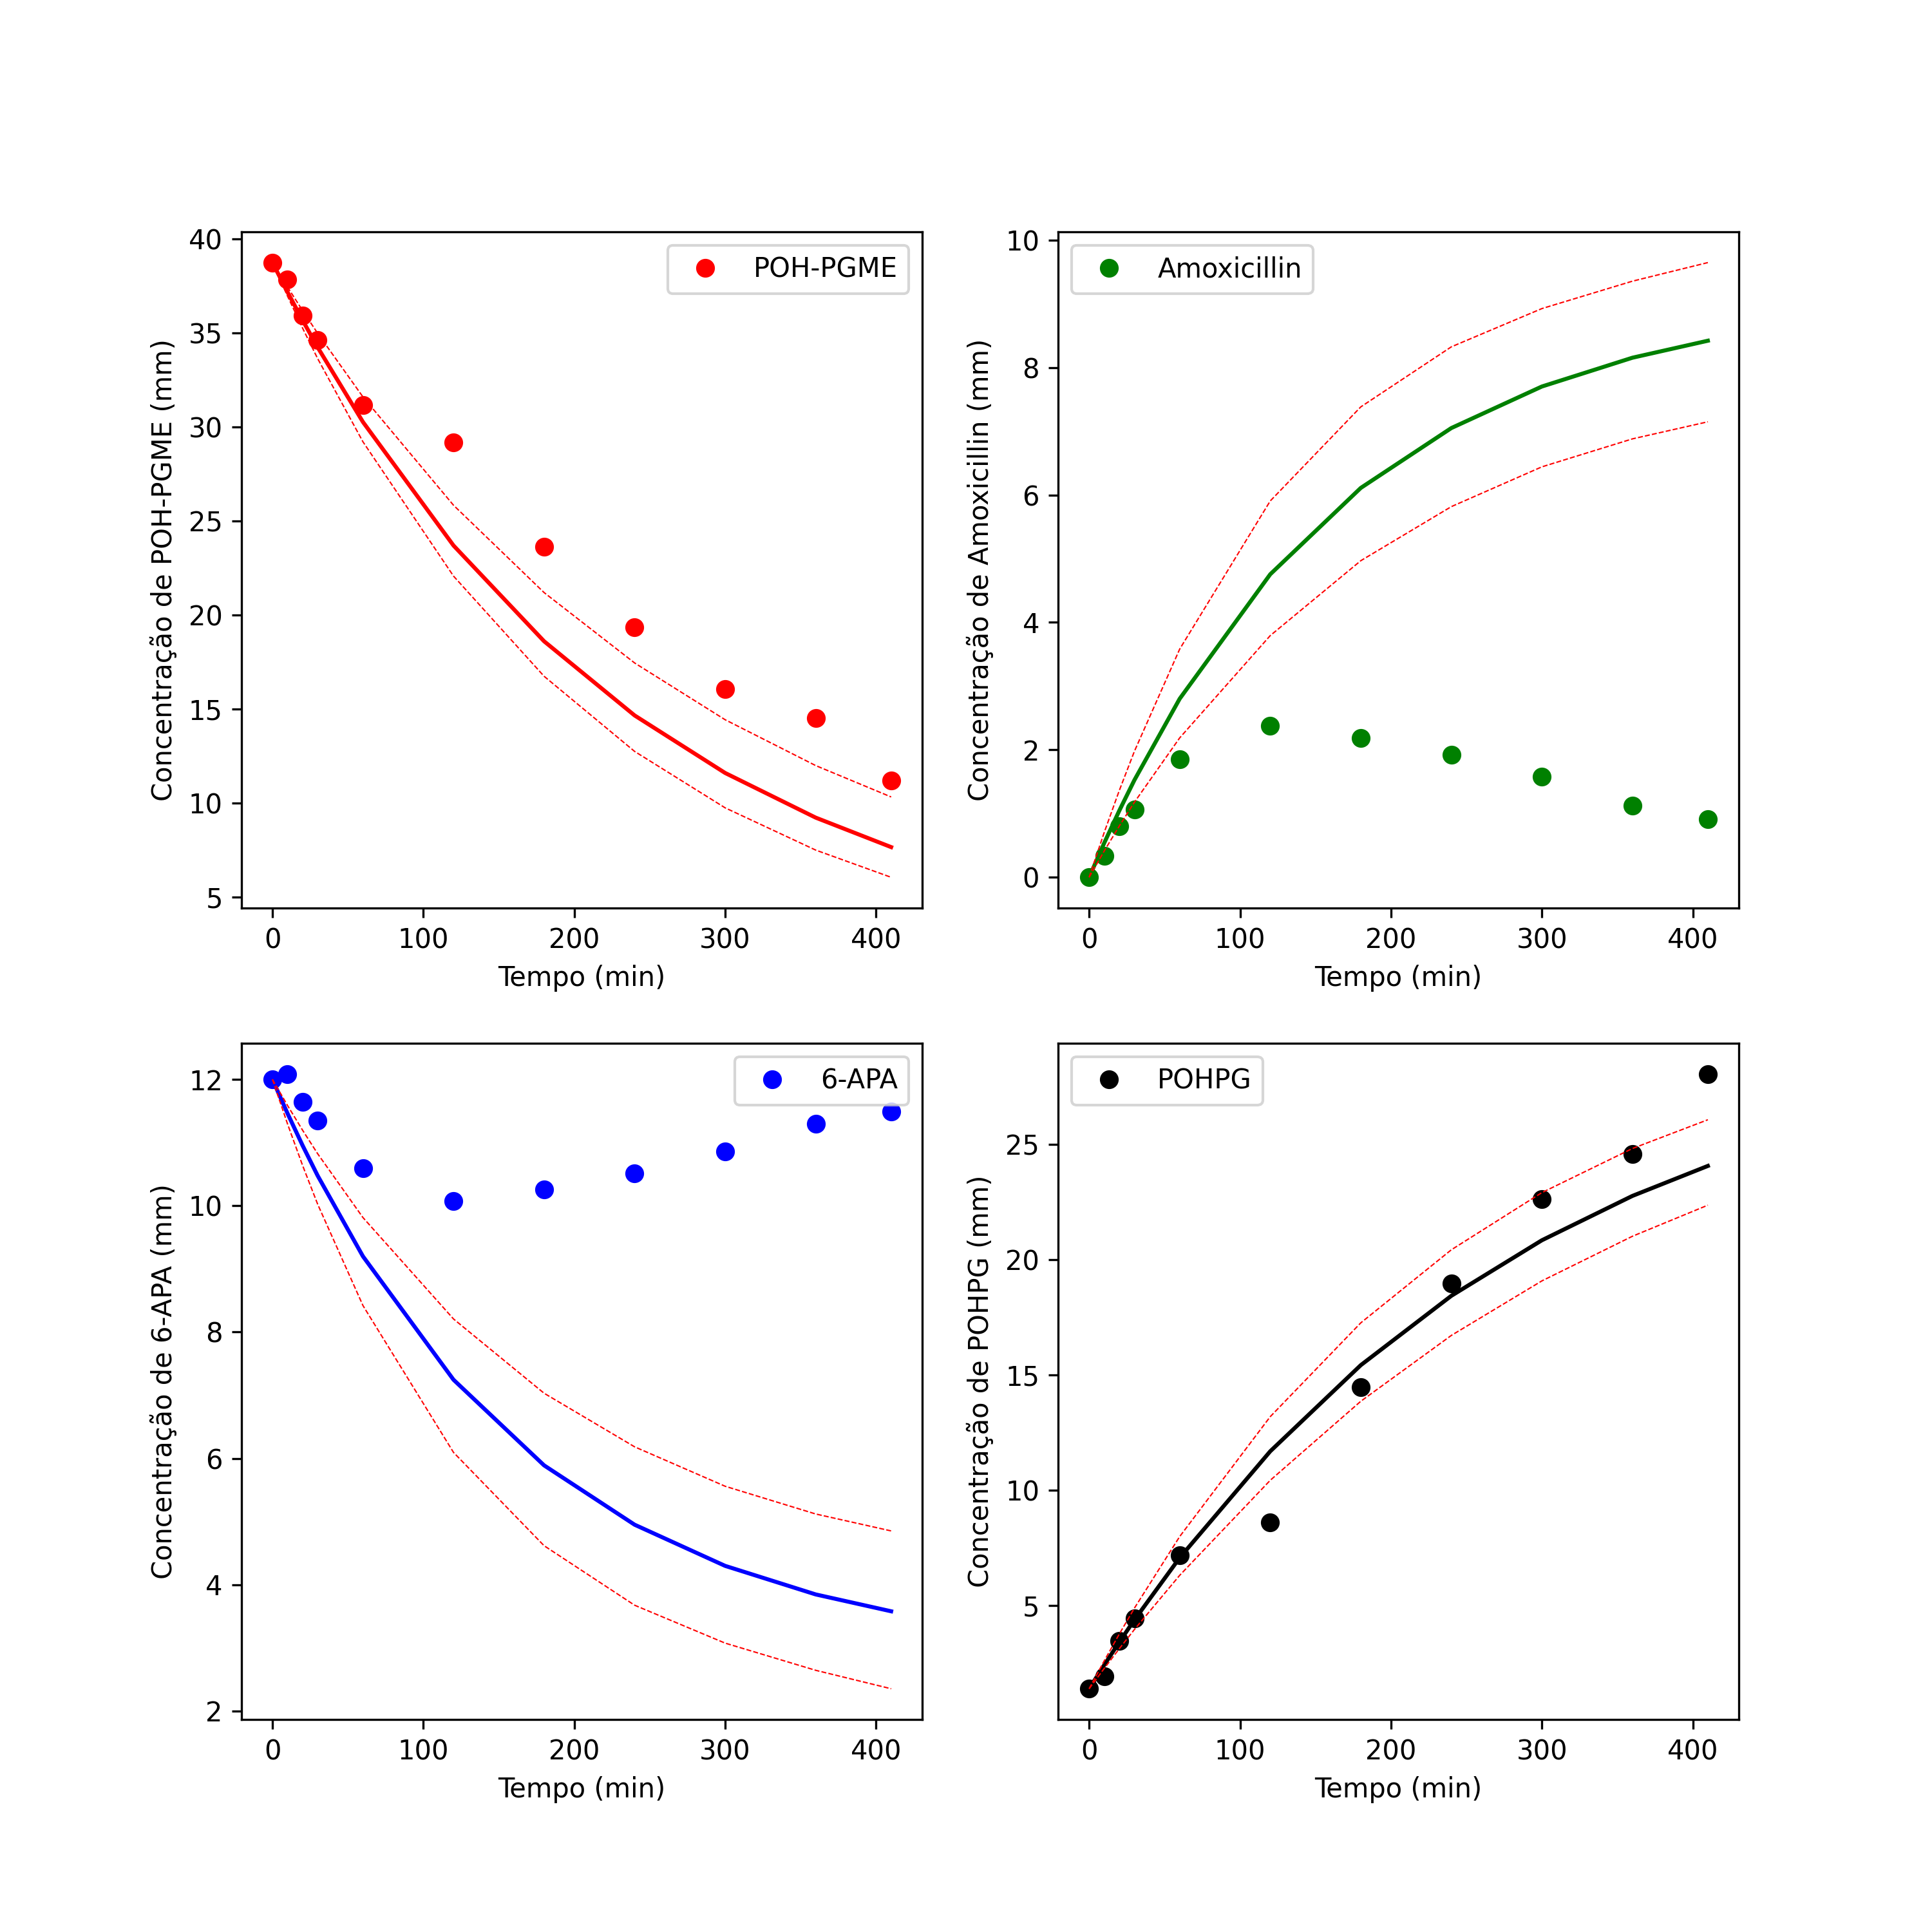 40
35
30
25
20
15
10
5
Concentração de POH-PGME (mm)
POH-PGME
0 100 200 300 400
Tempo (min)
10
8
6
4
2
0
Concentração de Amoxicillin (mm)
Amoxicillin
0 100 200 300 400
Tempo (min)
12
10
8
6
4
2
Concentração de 6-APA (mm)
6-APA
0 100 200 300 400
Tempo (min)
25
20
15
10
5
Concentração de POHPG (mm)
POHPG
0 100 200 300 400
Tempo (min)